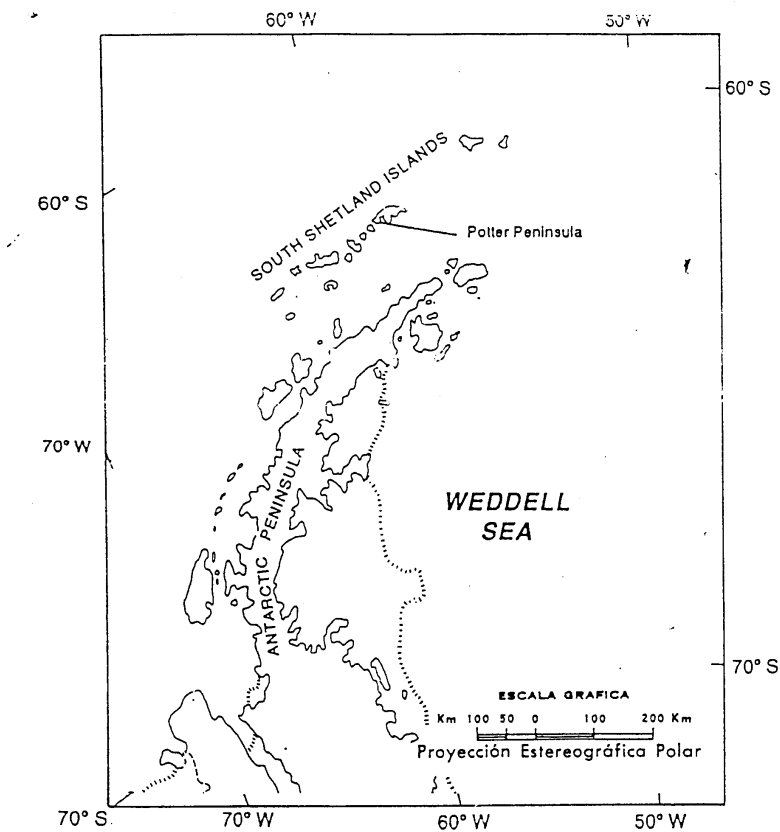 60° W
50° W
60° S
60° S
SOUTH SHETLAND ISLANDS
Potter Peninsula
70° W
WEDDELL
SEA
ANTARCTIC PENINSULA
70° S
ESCALA GRAFICA
Km 100 50 0 100 200 Km
Proyección Estereográfica Polar
70° S
70° W
60° W
50° W